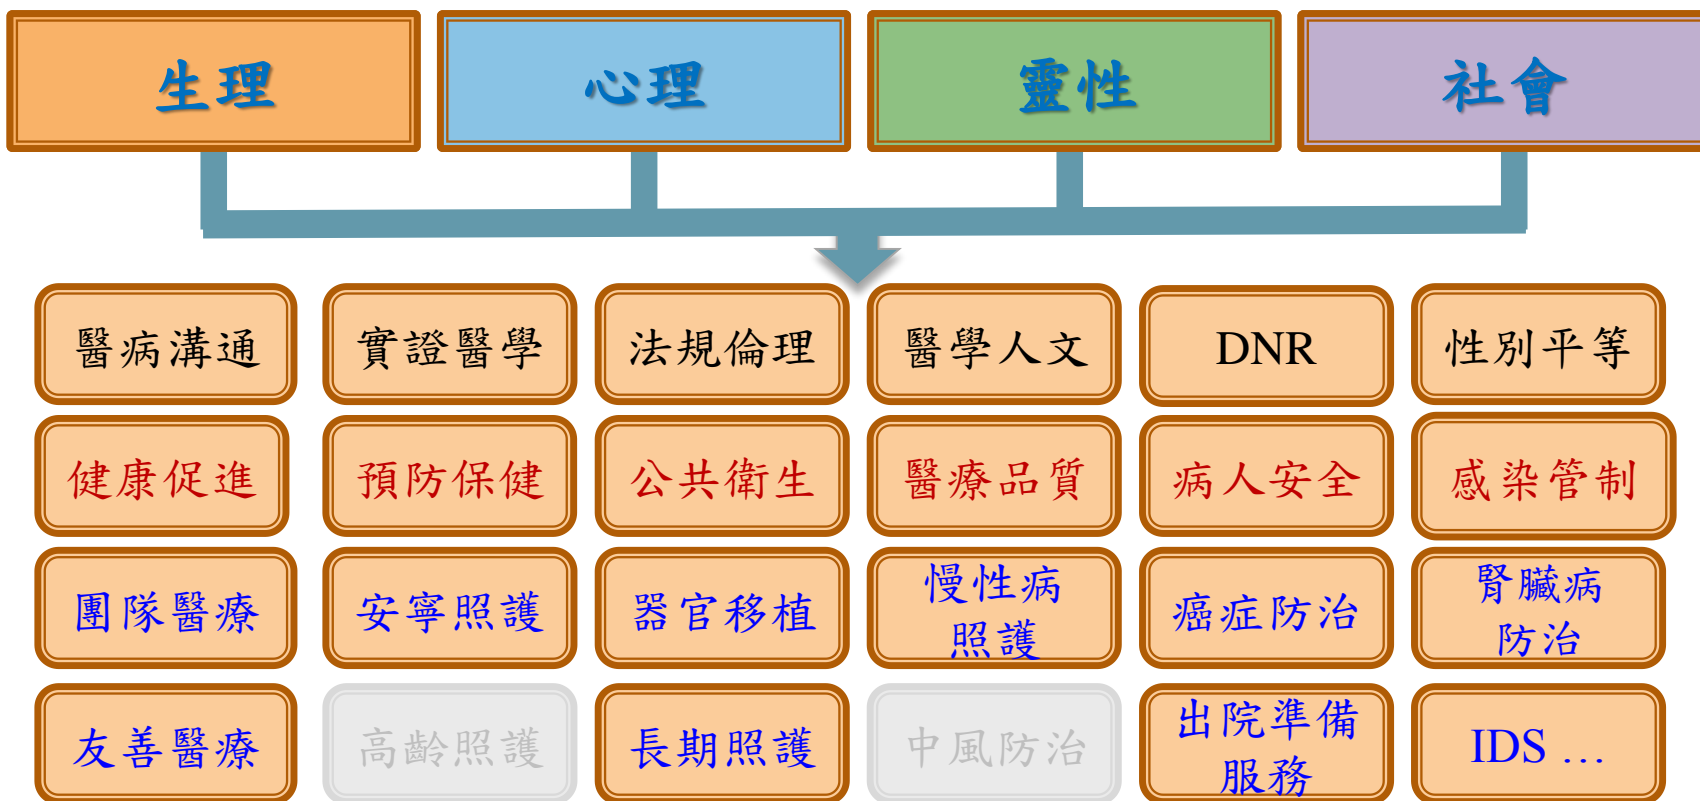 生理
心理
靈性
社會
醫病溝通
實證醫學
法規倫理
醫學人文
DNR
性別平等
健康促進
預防保健
公共衛生
醫療品質
病人安全
感染管制
團隊醫療
安寧照護
器官移植
慢性病
照護
癌症防治
腎臟病
防治
友善醫療
高齡照護
長期照護
中風防治
出院準備
服務
IDS …